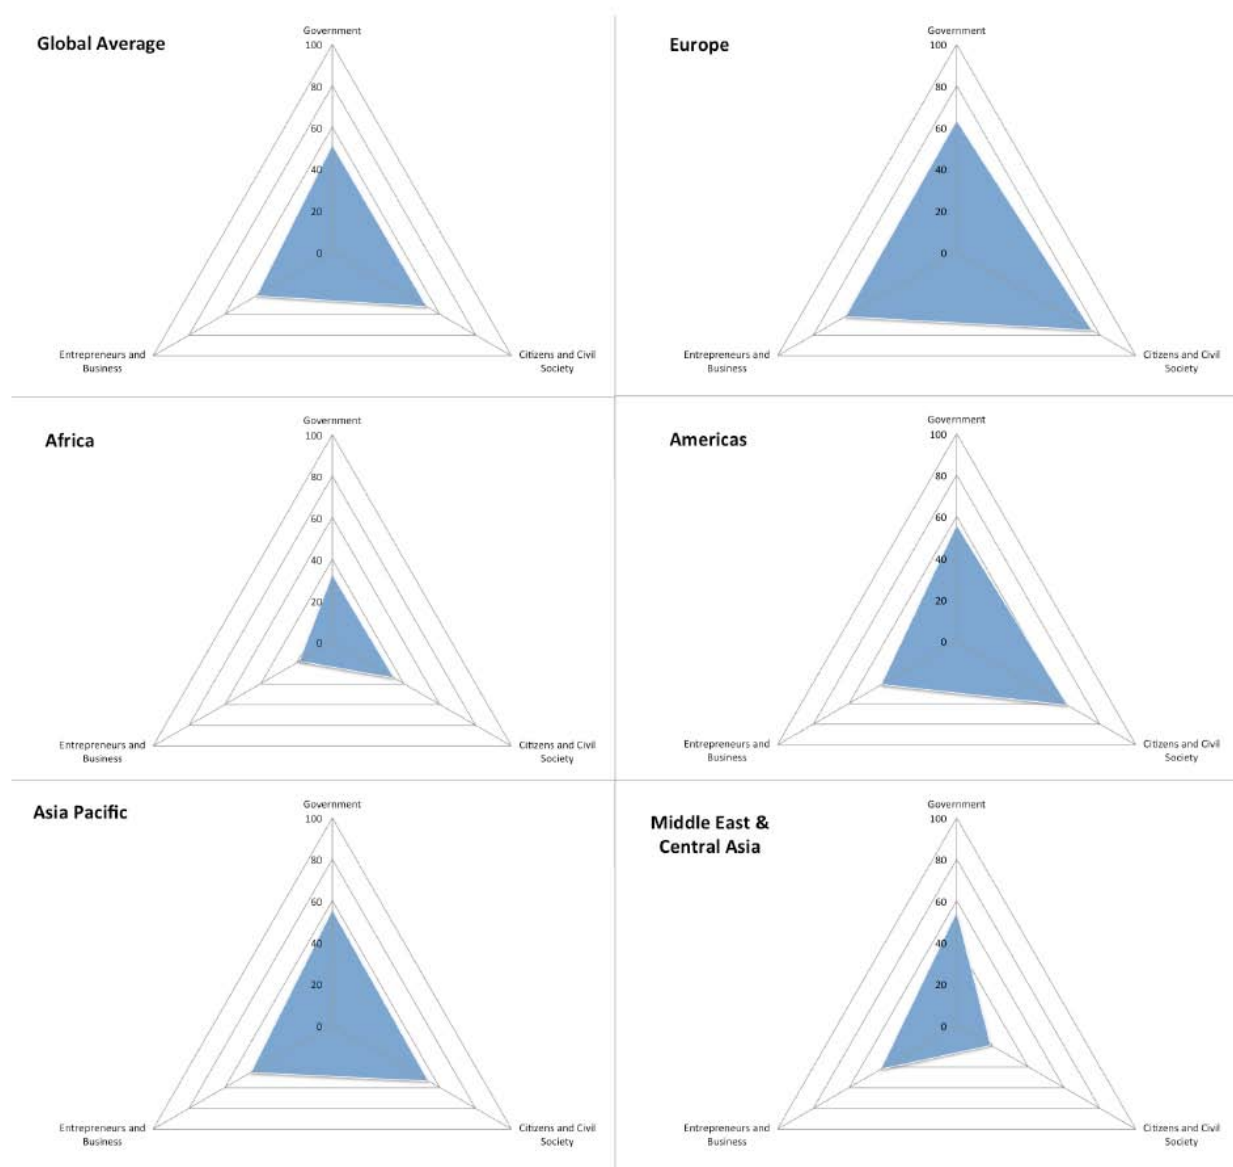 Global Average
Government
100
80
60
40
20
0
Entrepreneurs and
Business
Citizens and Civil
Society
Europe
Government
100
80
60
40
20
0
Entrepreneurs and
Business
Citizens and Civil
Society
Africa
Government
100
80
60
40
20
0
Entrepreneurs and
Business
Citizens and Civil
Society
Americas
Government
100
80
60
40
20
0
Entrepreneurs and
Business
Citizens and Civil
Society
Asia Pacific
Government
100
80
60
40
20
0
Entrepreneurs and
Business
Citizens and Civil
Society
Middle East &
Central Asia
Government
100
80
60
40
20
0
Entrepreneurs and
Business
Citizens and Civil
Society